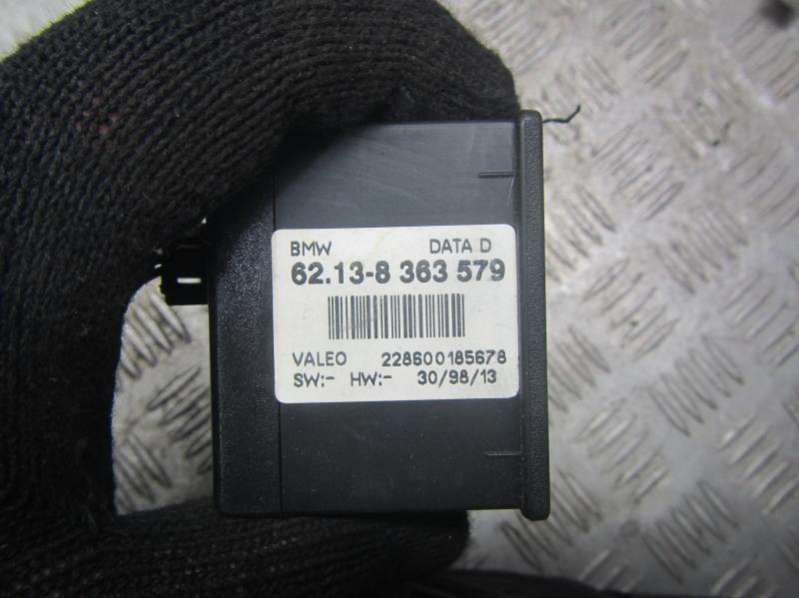 BMW DATA D
62.13-8 363 579
VALEO 228600185678
SW:- HW:- 30/98/13